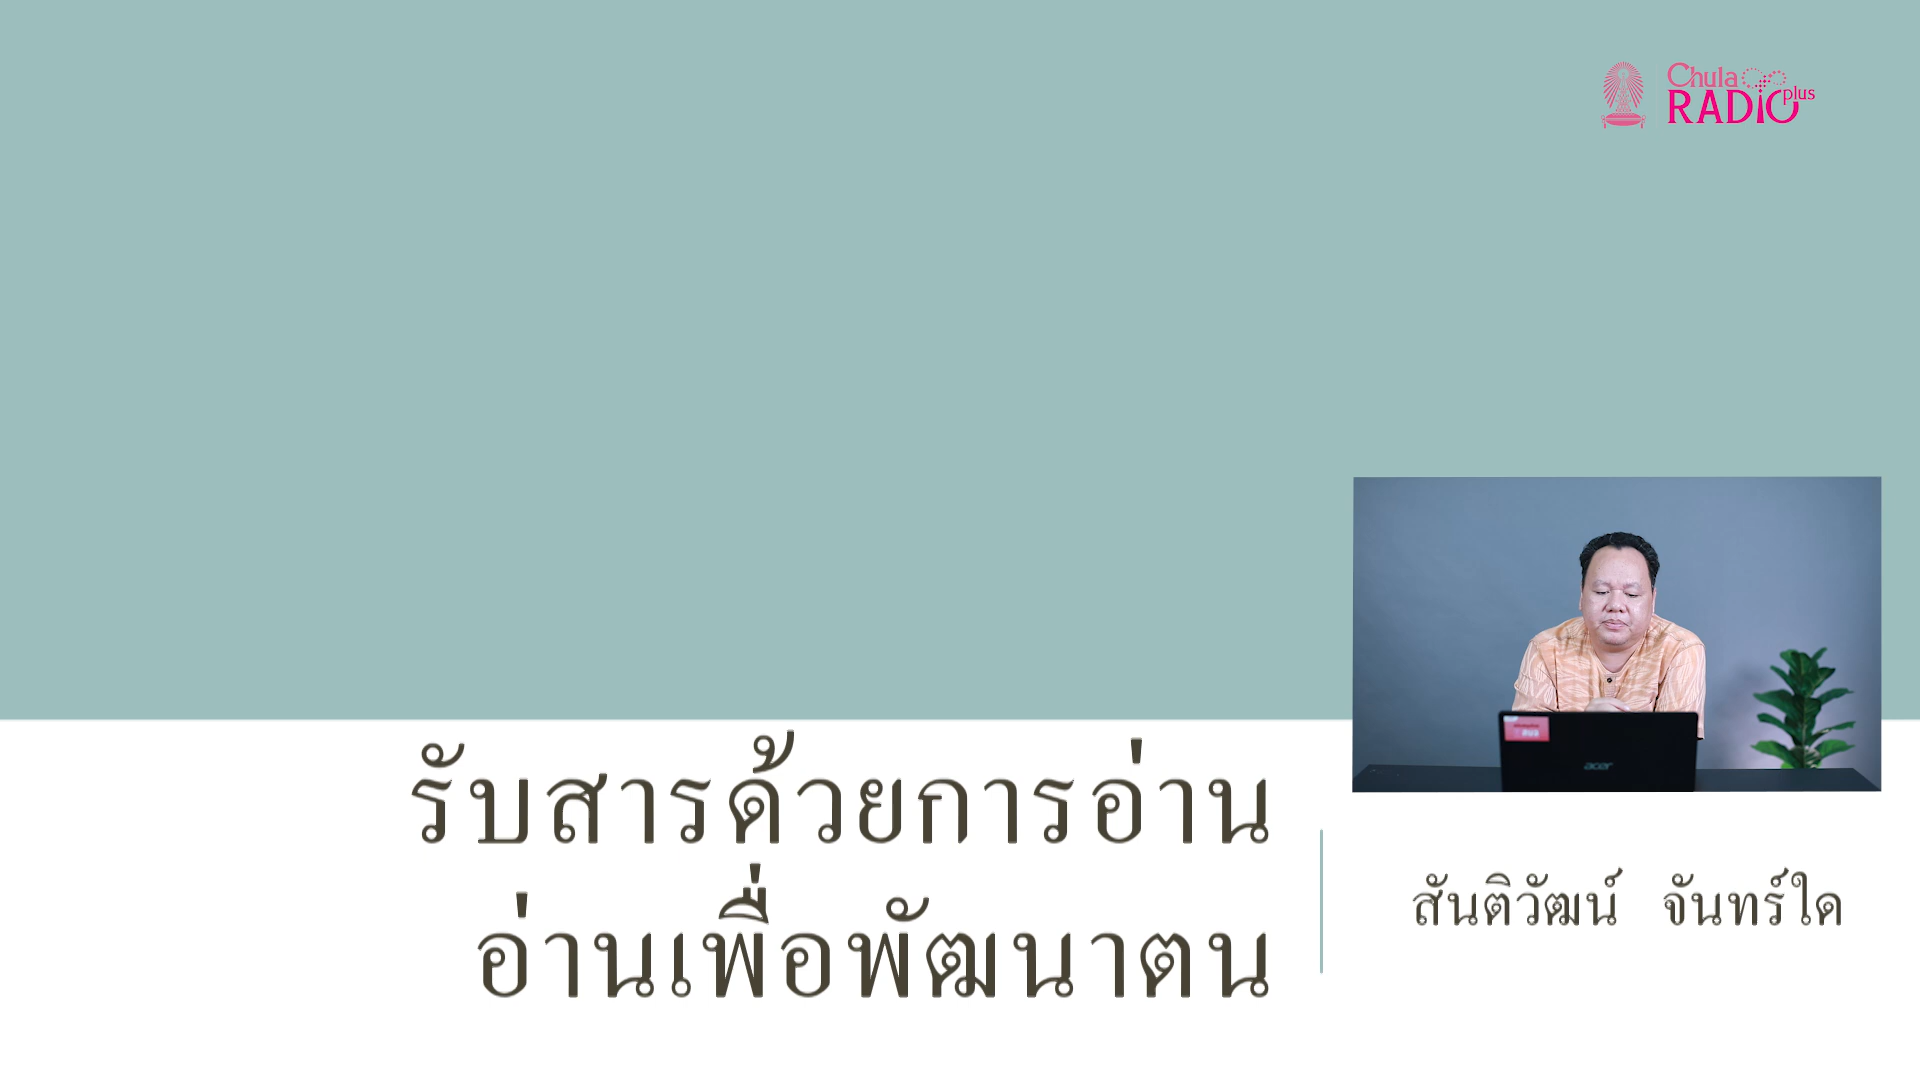 Chula
RADIO plus
รับสารด้วยการอ่าน
อ่านเพื่อพัฒนาตน
สันติวัฒน์ จันทร์ใด
acer